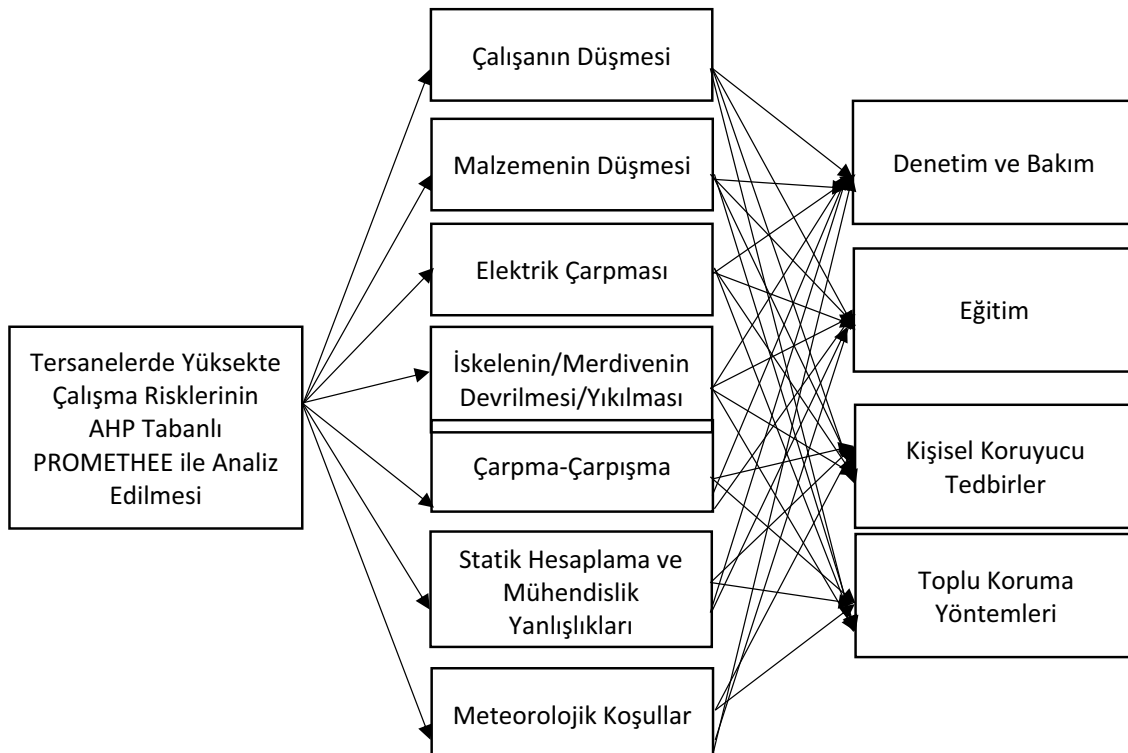 Tersanelerde Yüksekte
Çalışma Risklerinin
AHP Tabanlı
PROMETHEE ile Analiz
Edilmesi
Çalışanın Düşmesi
Malzemenin Düşmesi
Elektrik Çarpması
İskelenin/Merdivenin
Devrilmesi/Yıkılması
Çarpma-Çarpışma
Statik Hesaplama ve
Mühendislik
Yanlışlıkları
Meteorolojik Koşullar
Denetim ve Bakım
Eğitim
Kişisel Koruyucu
Tedbirler
Toplu Koruma
Yöntemleri